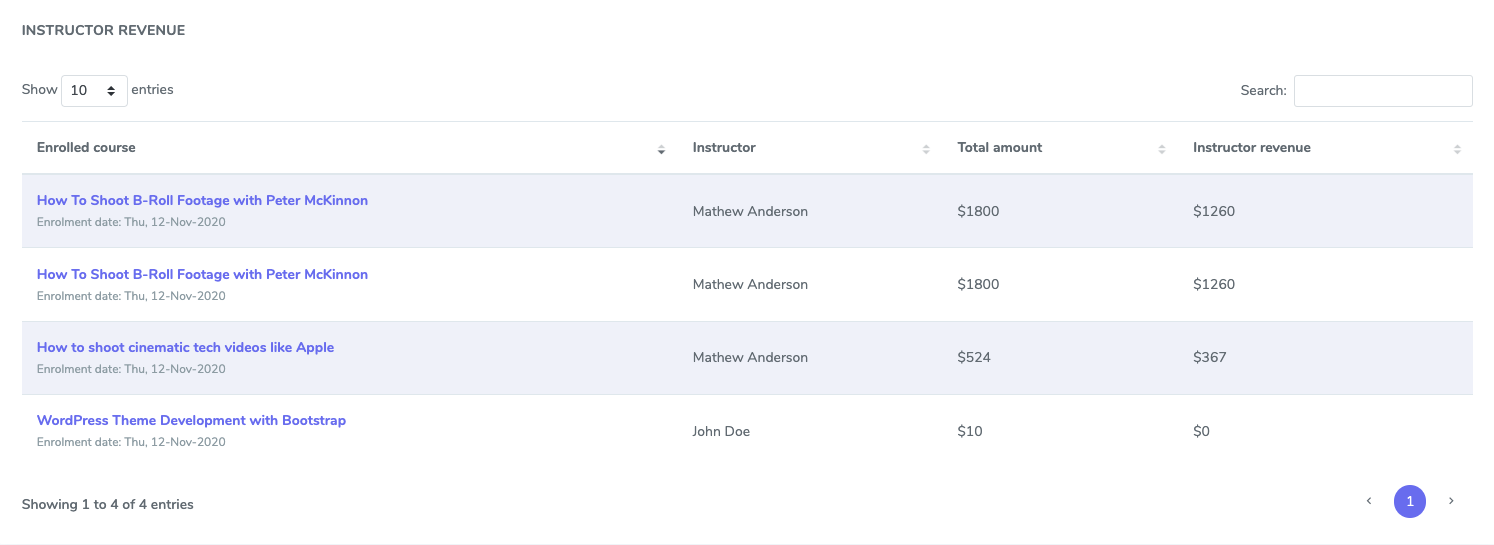 INSTRUCTOR REVENUE
Show 10 entries Search:
Enrolled course Instructor Total amount Instructor revenue
How To Shoot B-Roll Footage with Peter McKinnon
Enrolment date: Thu, 12-Nov-2020
Mathew Anderson $1800 $1260
How To Shoot B-Roll Footage with Peter McKinnon
Enrolment date: Thu, 12-Nov-2020
Mathew Anderson $1800 $1260
How to shoot cinematic tech videos like Apple
Enrolment date: Thu, 12-Nov-2020
Mathew Anderson $524 $367
WordPress Theme Development with Bootstrap
Enrolment date: Thu, 12-Nov-2020
John Doe $10 $0
Showing 1 to 4 of 4 entries ‹ 1 ›